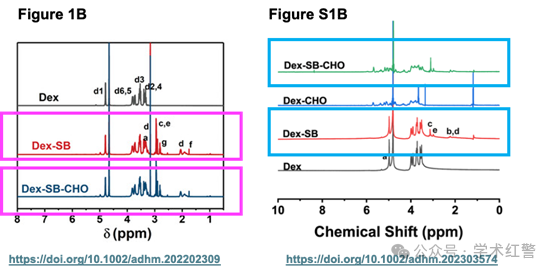 Figure 1B
d1
d6,5
d3
d2,4
Dex
Dex-SB
d
a
c,e
g
d
f
Dex-SB-CHO
8
7
6
5
4
3
2
1
δ (ppm)
https://doi.org/10.1002/adhm.202202309
Figure S1B
Dex-SB-CHO
Dex-CHO
Dex-SB
c
e
b,d
a
Dex
10
8
6
4
2
0
Chemical Shift (ppm)
https://doi.org/10.1002/adhm.202303574
公众号 · 学术红警